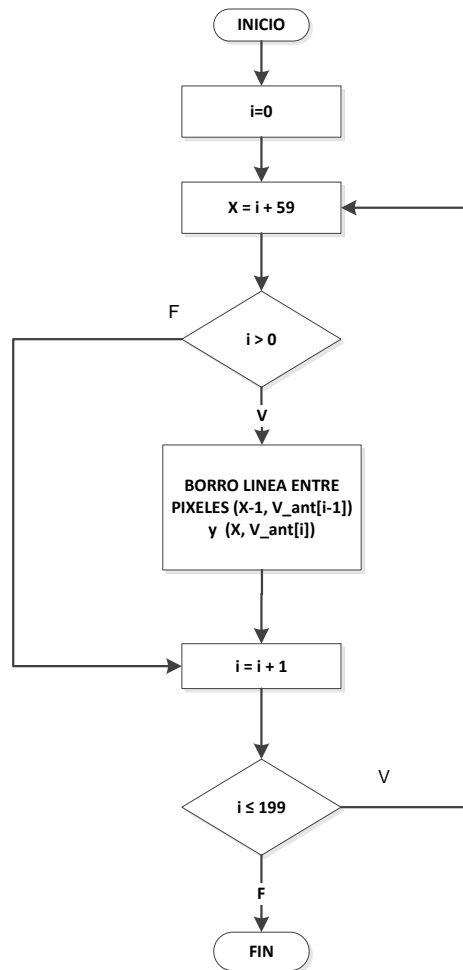 INICIO
i=0
X = i + 59
F
i > 0
V
BORRO LINEA ENTRE
PIXELES (X-1, V_ant[i-1])
y (X, V_ant[i])
i = i + 1
V
i ≤ 199
F
FIN